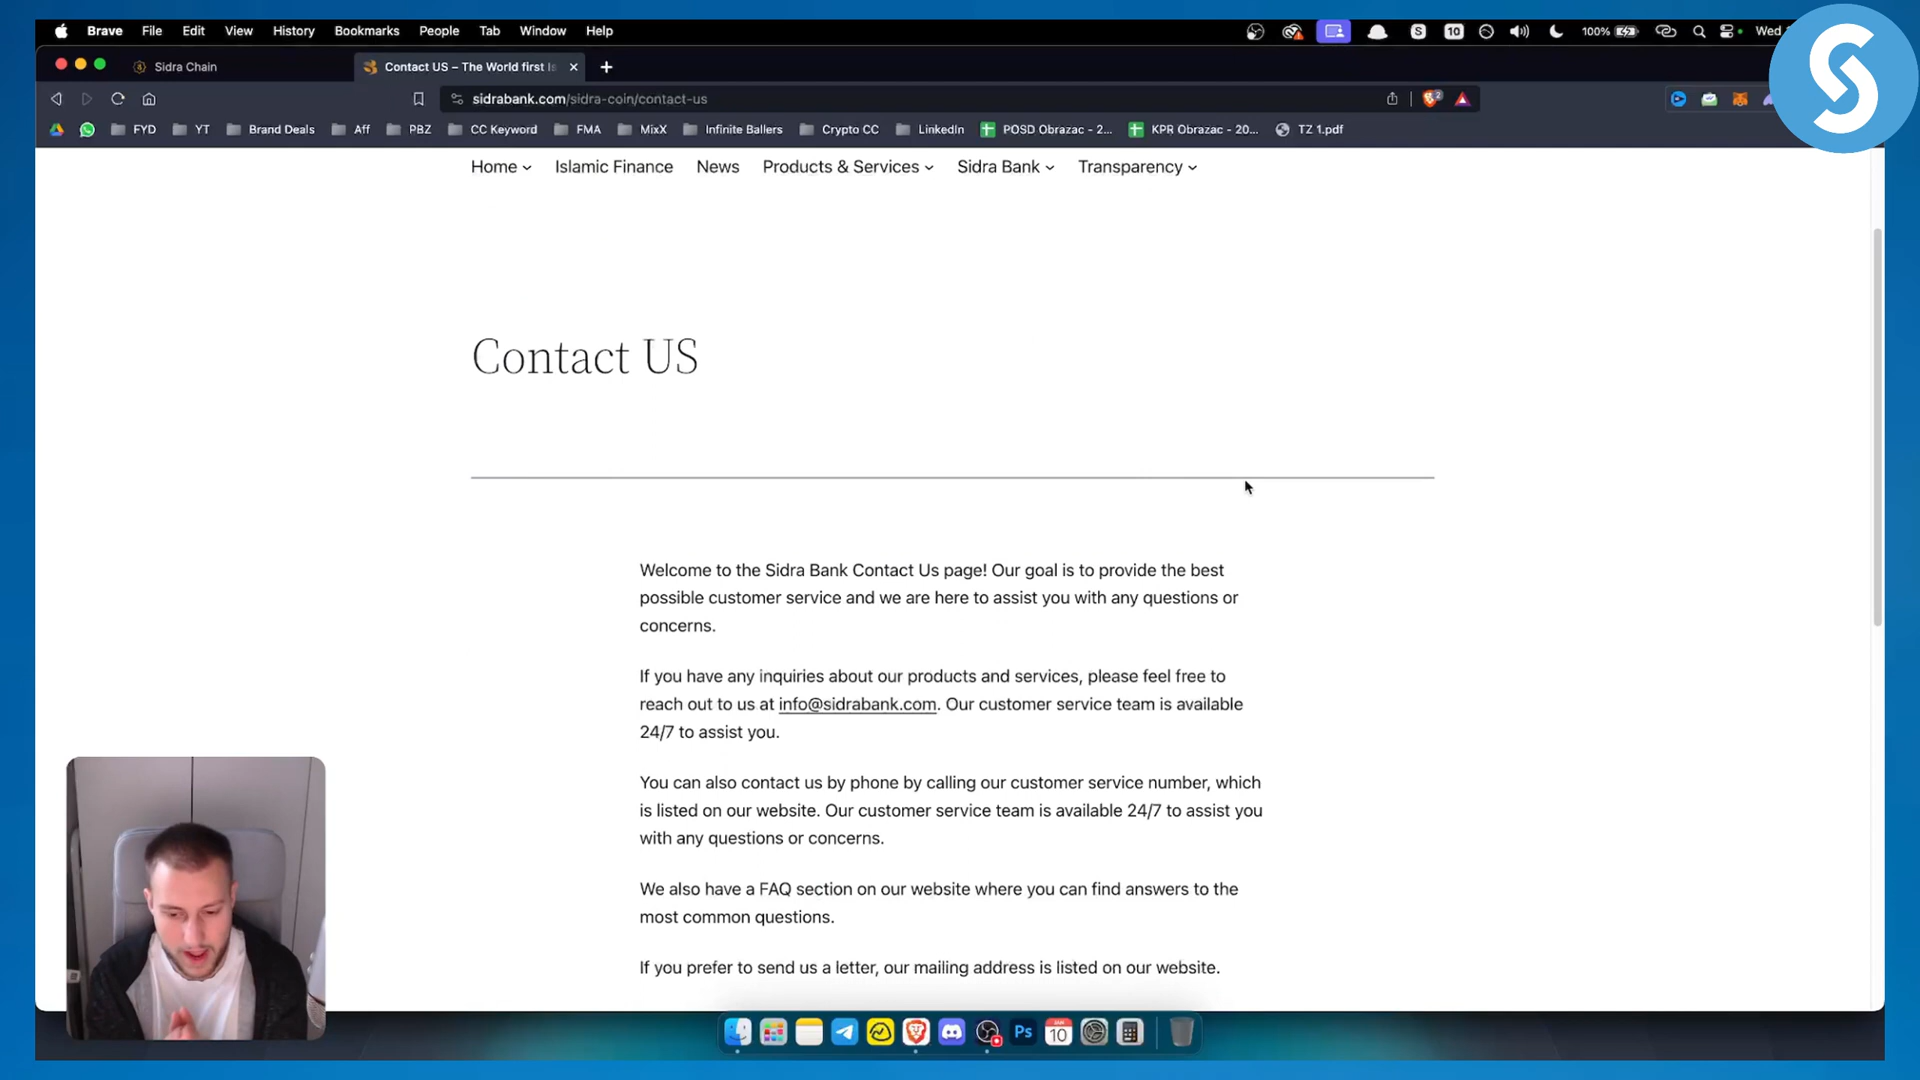 Brave File Edit View History Bookmarks People Tab Window Help 10 100% Wed
Sidra Chain Contact US – The World first Is
sidrabank.com/sidra-coin/contact-us 2
FYD YT Brand Deals Aff PBZ CC Keyword FMA MixX Infinite Ballers Crypto CC LinkedIn POSD Obrazac - 2... KPR Obrazac - 20... TZ 1.pdf
Home Islamic Finance News Products & Services Sidra Bank Transparency
Contact US
Welcome to the Sidra Bank Contact Us page! Our goal is to provide the best
possible customer service and we are here to assist you with any questions or
concerns.
If you have any inquiries about our products and services, please feel free to
reach out to us at info@sidrabank.com. Our customer service team is available
24/7 to assist you.
You can also contact us by phone by calling our customer service number, which
is listed on our website. Our customer service team is available 24/7 to assist you
with any questions or concerns.
We also have a FAQ section on our website where you can find answers to the
most common questions.
If you prefer to send us a letter, our mailing address is listed on our website.
Ps JAN 10